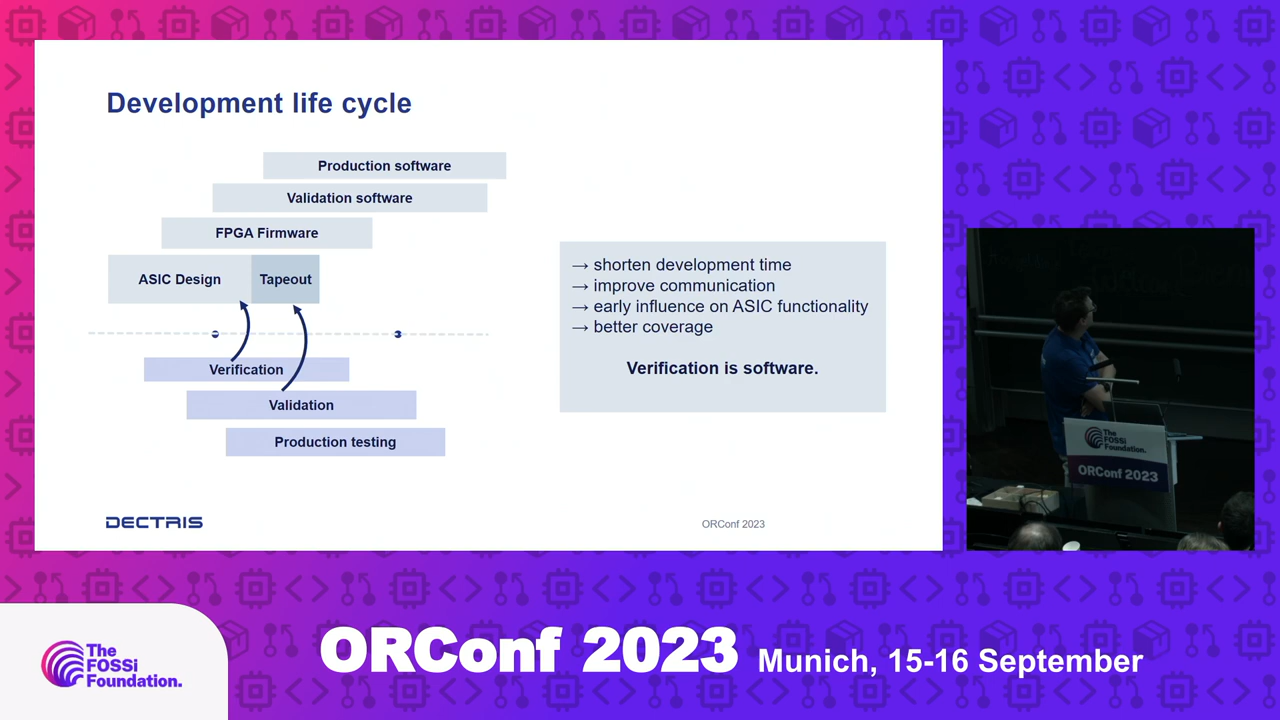 Development life cycle
Production software
Validation software
FPGA Firmware
ASIC Design
Tapeout
Verification
Validation
Production testing
→ shorten development time
→ improve communication
→ early influence on ASIC functionality
→ better coverage
Verification is software.
DECTRIS
ORConf 2023
The
FOSSi
Foundation.
ORConf 2023
The
FOSSi
Foundation.
ORConf 2023
Munich, 15-16 September